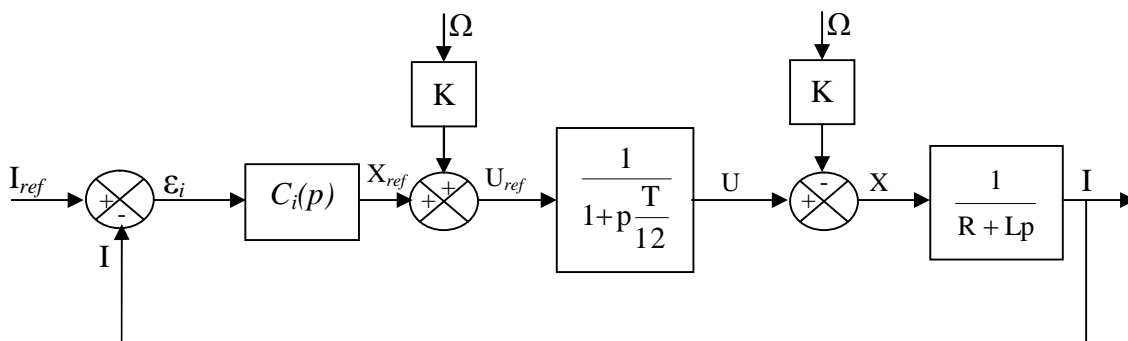 Ω
Ω
K
K
I_ref
+
-
ε_i
C_i(p)
X_ref
+
+
U_ref
1
1+p T
12
U
-
+
X
1
R + Lp
I
I